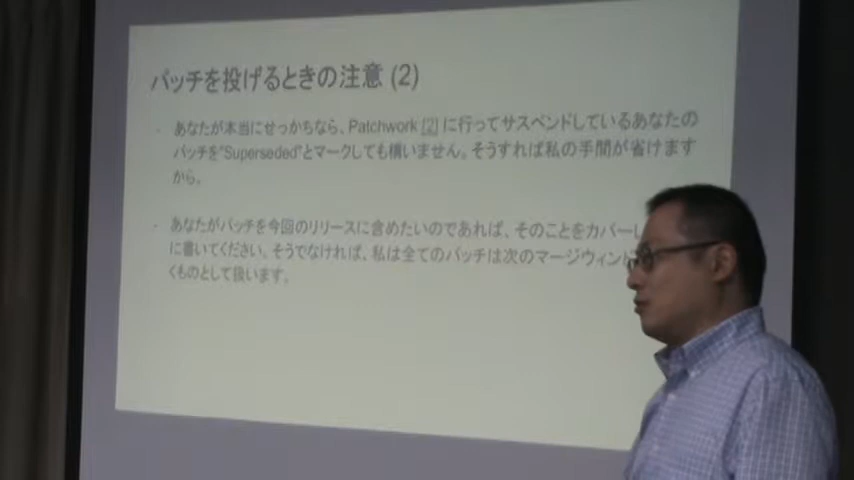 パッチを投げるときの注意 (2)
- あなたが本当にせっかちなら、Patchwork [2] に行ってサスペンドしているあなたの
パッチを"Superseded"とマークしても構いません。そうすれば私の手間が省けます
から。
- あなたがパッチを今回のリリースに含めたいのであれば、そのことをカバーし
に書いてください。そうでなければ、私は全てのパッチは次のマージウィンド
くものとして扱います。